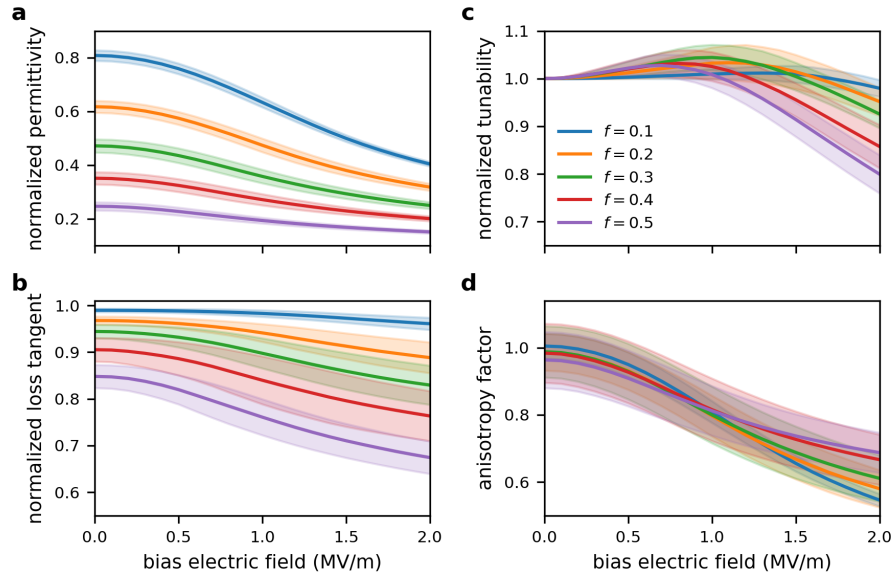 a
normalized permittivity
0.8
0.6
0.4
0.2
c
normalized tunability
1.1
1.0
0.9
0.8
0.7
f = 0.1
f = 0.2
f = 0.3
f = 0.4
f = 0.5
b
normalized loss tangent
1.0
0.9
0.8
0.7
0.6
0.0 0.5 1.0 1.5 2.0
bias electric field (MV/m)
d
anisotropy factor
1.0
0.8
0.6
0.0 0.5 1.0 1.5 2.0
bias electric field (MV/m)